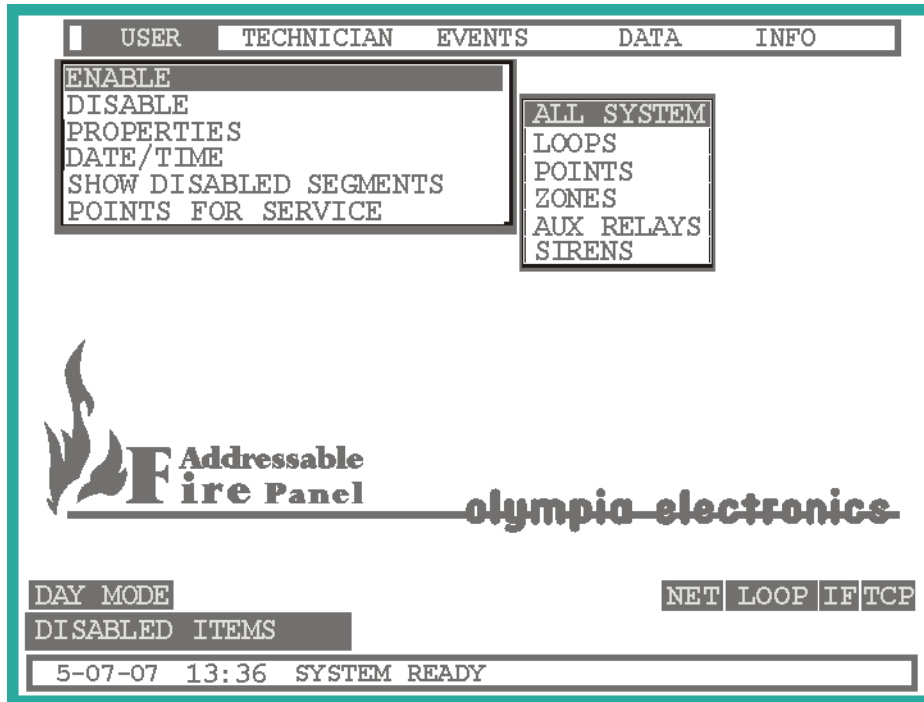 USER TECHNICIAN EVENTS DATA INFO
ENABLE
DISABLE
PROPERTIES
DATE/TIME
SHOW DISABLED SEGMENTS
POINTS FOR SERVICE
ALL SYSTEM
LOOPS
POINTS
ZONES
AUX RELAYS
SIRENS
Addressable
Fire Panel
olympia electronics
DAY MODE
NET LOOP IF TCP
DISABLED ITEMS
5-07-07 13:36 SYSTEM READY